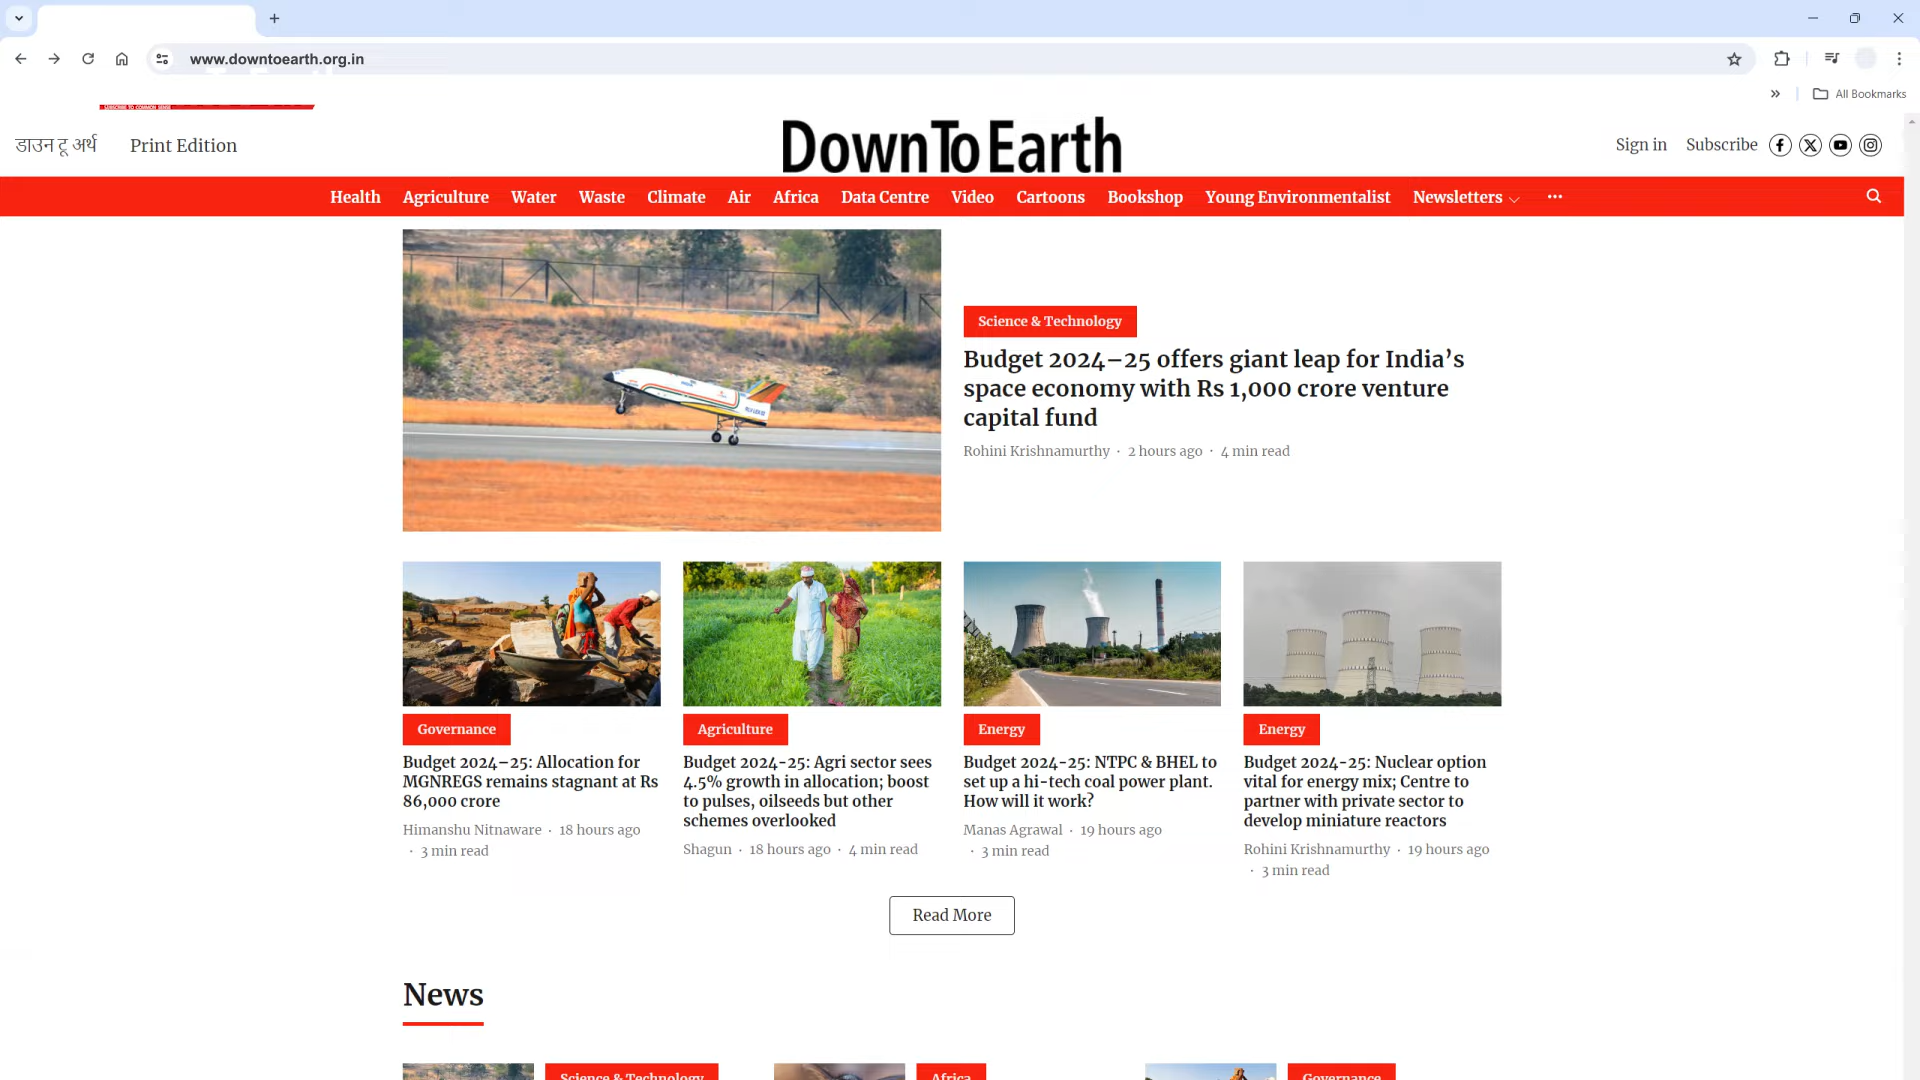 www.downtoearth.org.in
All Bookmarks
SUBSCRIBE TO COMMON SENSE
डाउन टू अर्थ
Print Edition
DownToEarth
Sign in
Subscribe
Health
Agriculture
Water
Waste
Climate
Air
Africa
Data Centre
Video
Cartoons
Bookshop
Young Environmentalist
Newsletters
Science & Technology
Budget 2024–25 offers giant leap for India’s
space economy with Rs 1,000 crore venture
capital fund
Rohini Krishnamurthy · 2 hours ago · 4 min read
Governance
Budget 2024–25: Allocation for
MGNREGS remains stagnant at Rs
86,000 crore
Himanshu Nitnaware · 18 hours ago
· 3 min read
Agriculture
Budget 2024-25: Agri sector sees
4.5% growth in allocation; boost
to pulses, oilseeds but other
schemes overlooked
Shagun · 18 hours ago · 4 min read
Energy
Budget 2024-25: NTPC & BHEL to
set up a hi-tech coal power plant.
How will it work?
Manas Agrawal · 19 hours ago
· 3 min read
Energy
Budget 2024-25: Nuclear option
vital for energy mix; Centre to
partner with private sector to
develop miniature reactors
Rohini Krishnamurthy · 19 hours ago
· 3 min read
Read More
News
Science & Technology
Africa
Governance